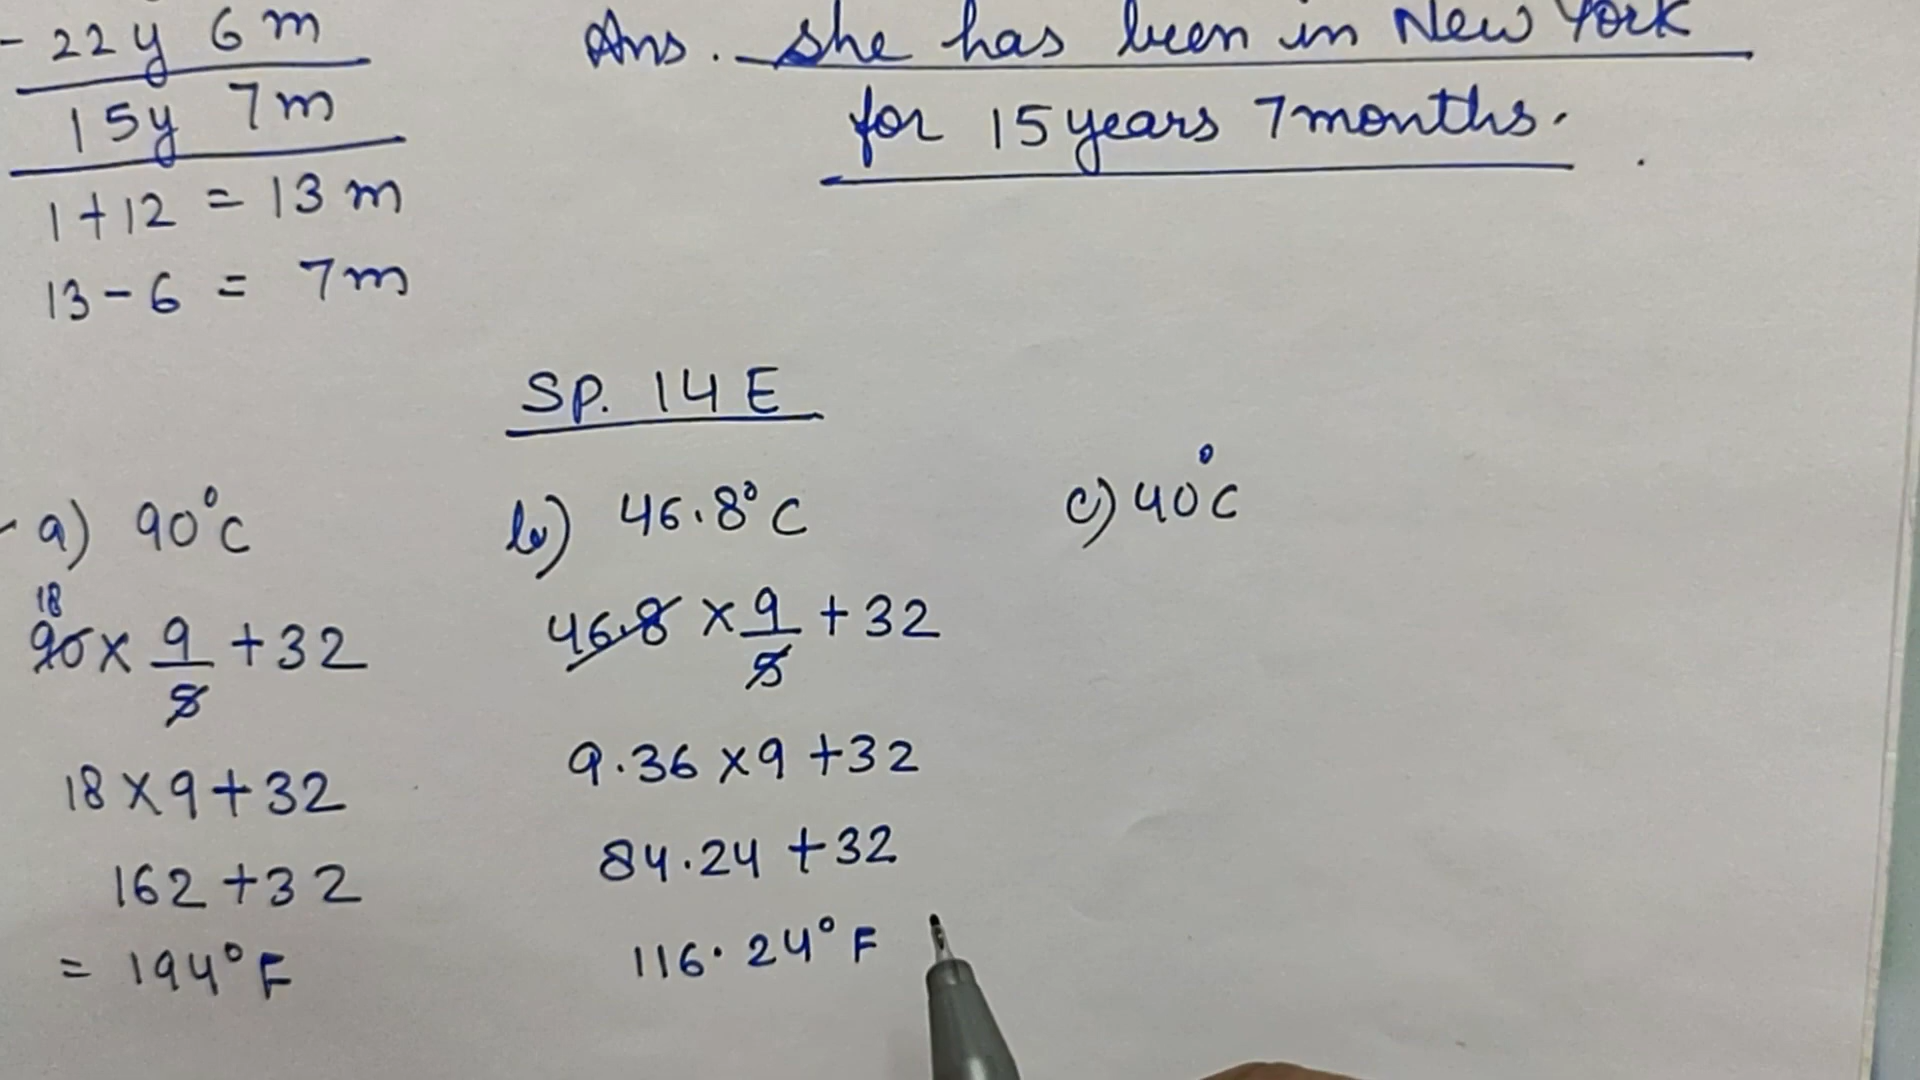 - 22y 6m
15y 7m
1+12 = 13 m
13-6 = 7m
Ans. She has been in New York
for 15 years 7 months.
SP. 14 E
a) 90°C
18
90 × 9/5 + 32
18 × 9 + 32
162 + 32
= 194°F
b) 46.8°C
46.8 × 9/5 + 32
9.36 × 9 + 32
84.24 + 32
116.24°F
c) 40°C